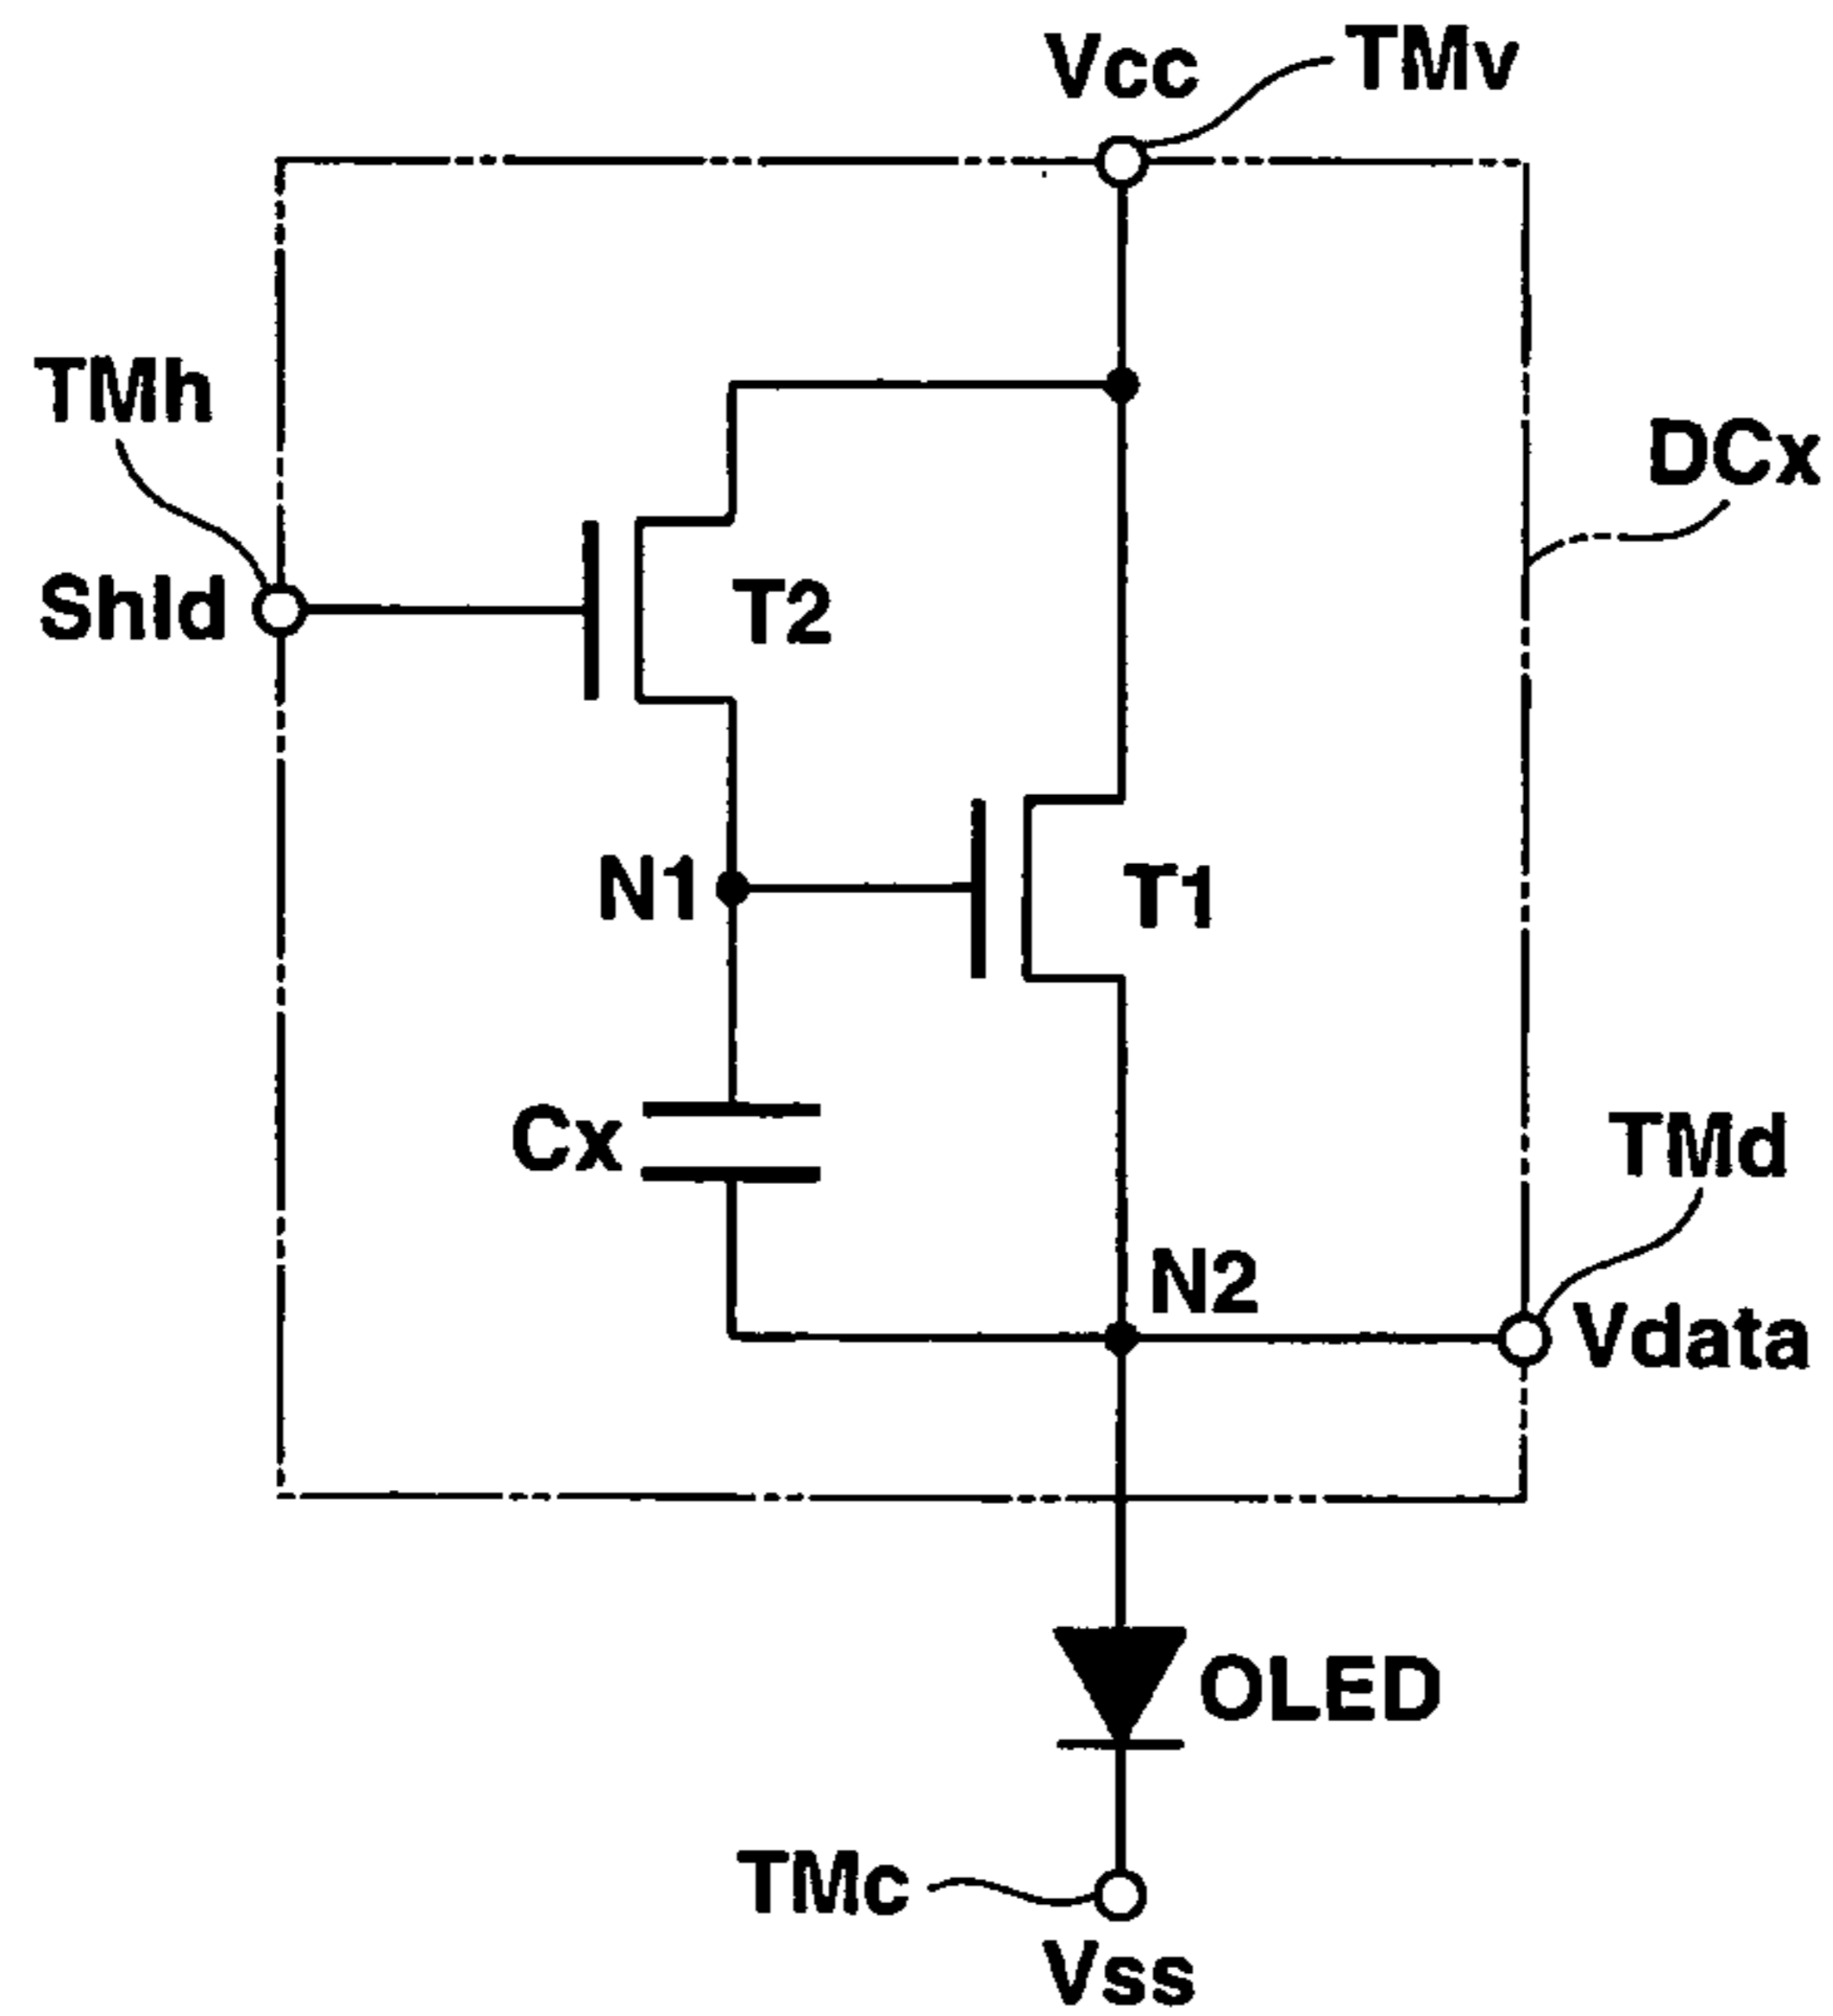 Vcc
TMv
TMh
DCx
Shld
T2
N1
T1
Cx
TMd
N2
Vdata
OLED
TMc
Vss